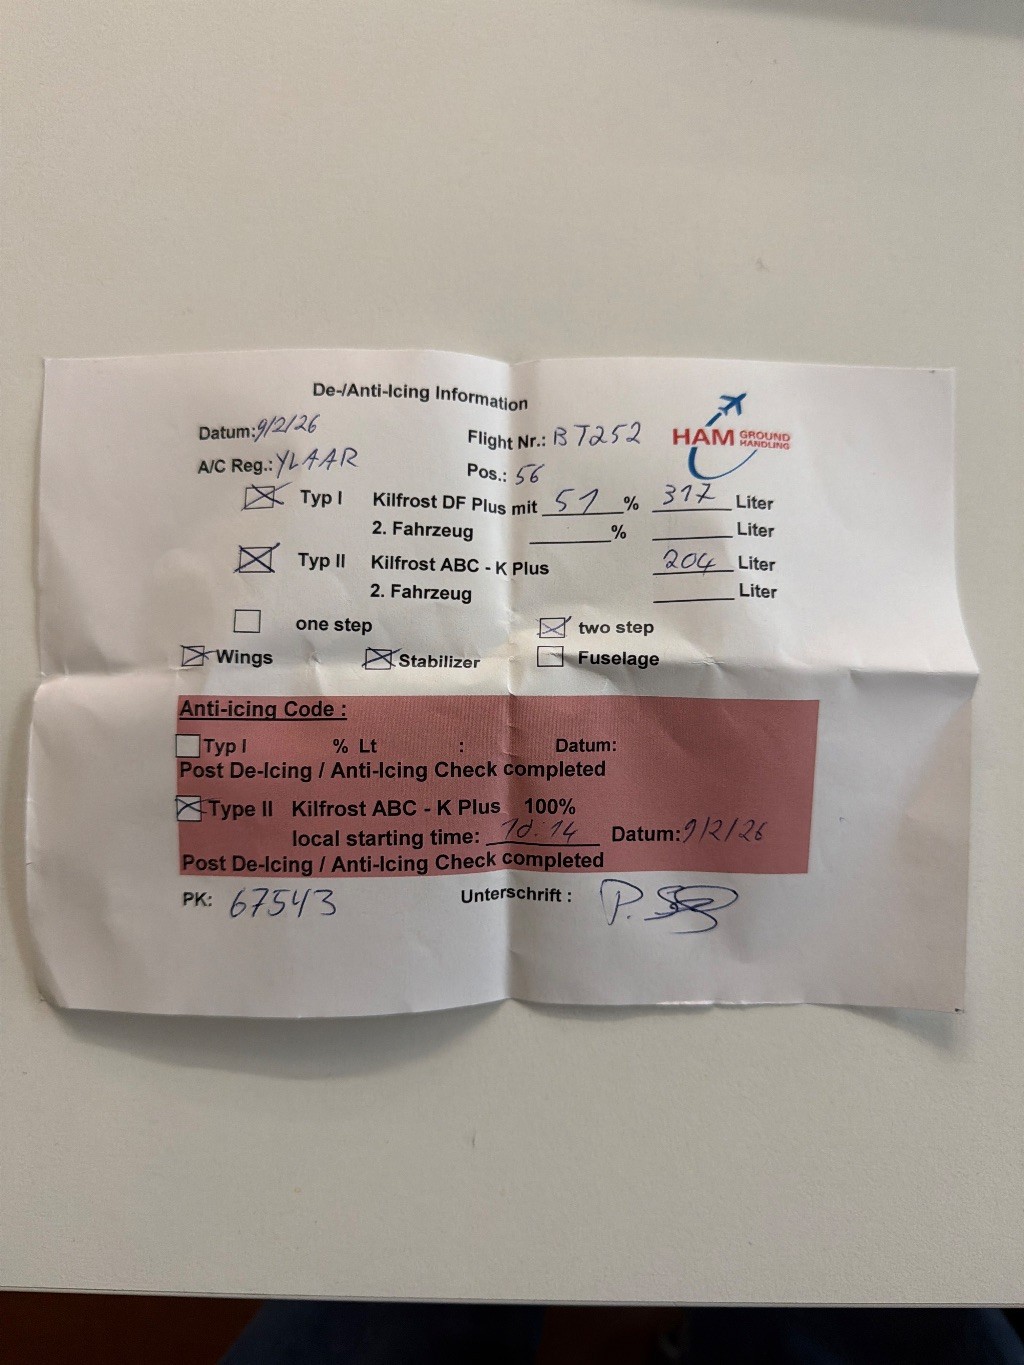 De-/Anti-Icing Information
Datum: 9/2/26
Flight Nr.: BT252
HAM GROUND HANDLING
A/C Reg.: YLAAR
Pos.: 56
Typ I Kilfrost DF Plus mit 51 % 317 Liter
2. Fahrzeug % Liter
Typ II Kilfrost ABC - K Plus 204 Liter
2. Fahrzeug Liter
one step two step
Wings Stabilizer Fuselage
Anti-icing Code :
Typ I % Lt : Datum:
Post De-Icing / Anti-Icing Check completed
Type II Kilfrost ABC - K Plus 100%
local starting time: 10:14 Datum: 9/2/26
Post De-Icing / Anti-Icing Check completed
PK: 67543 Unterschrift : P.